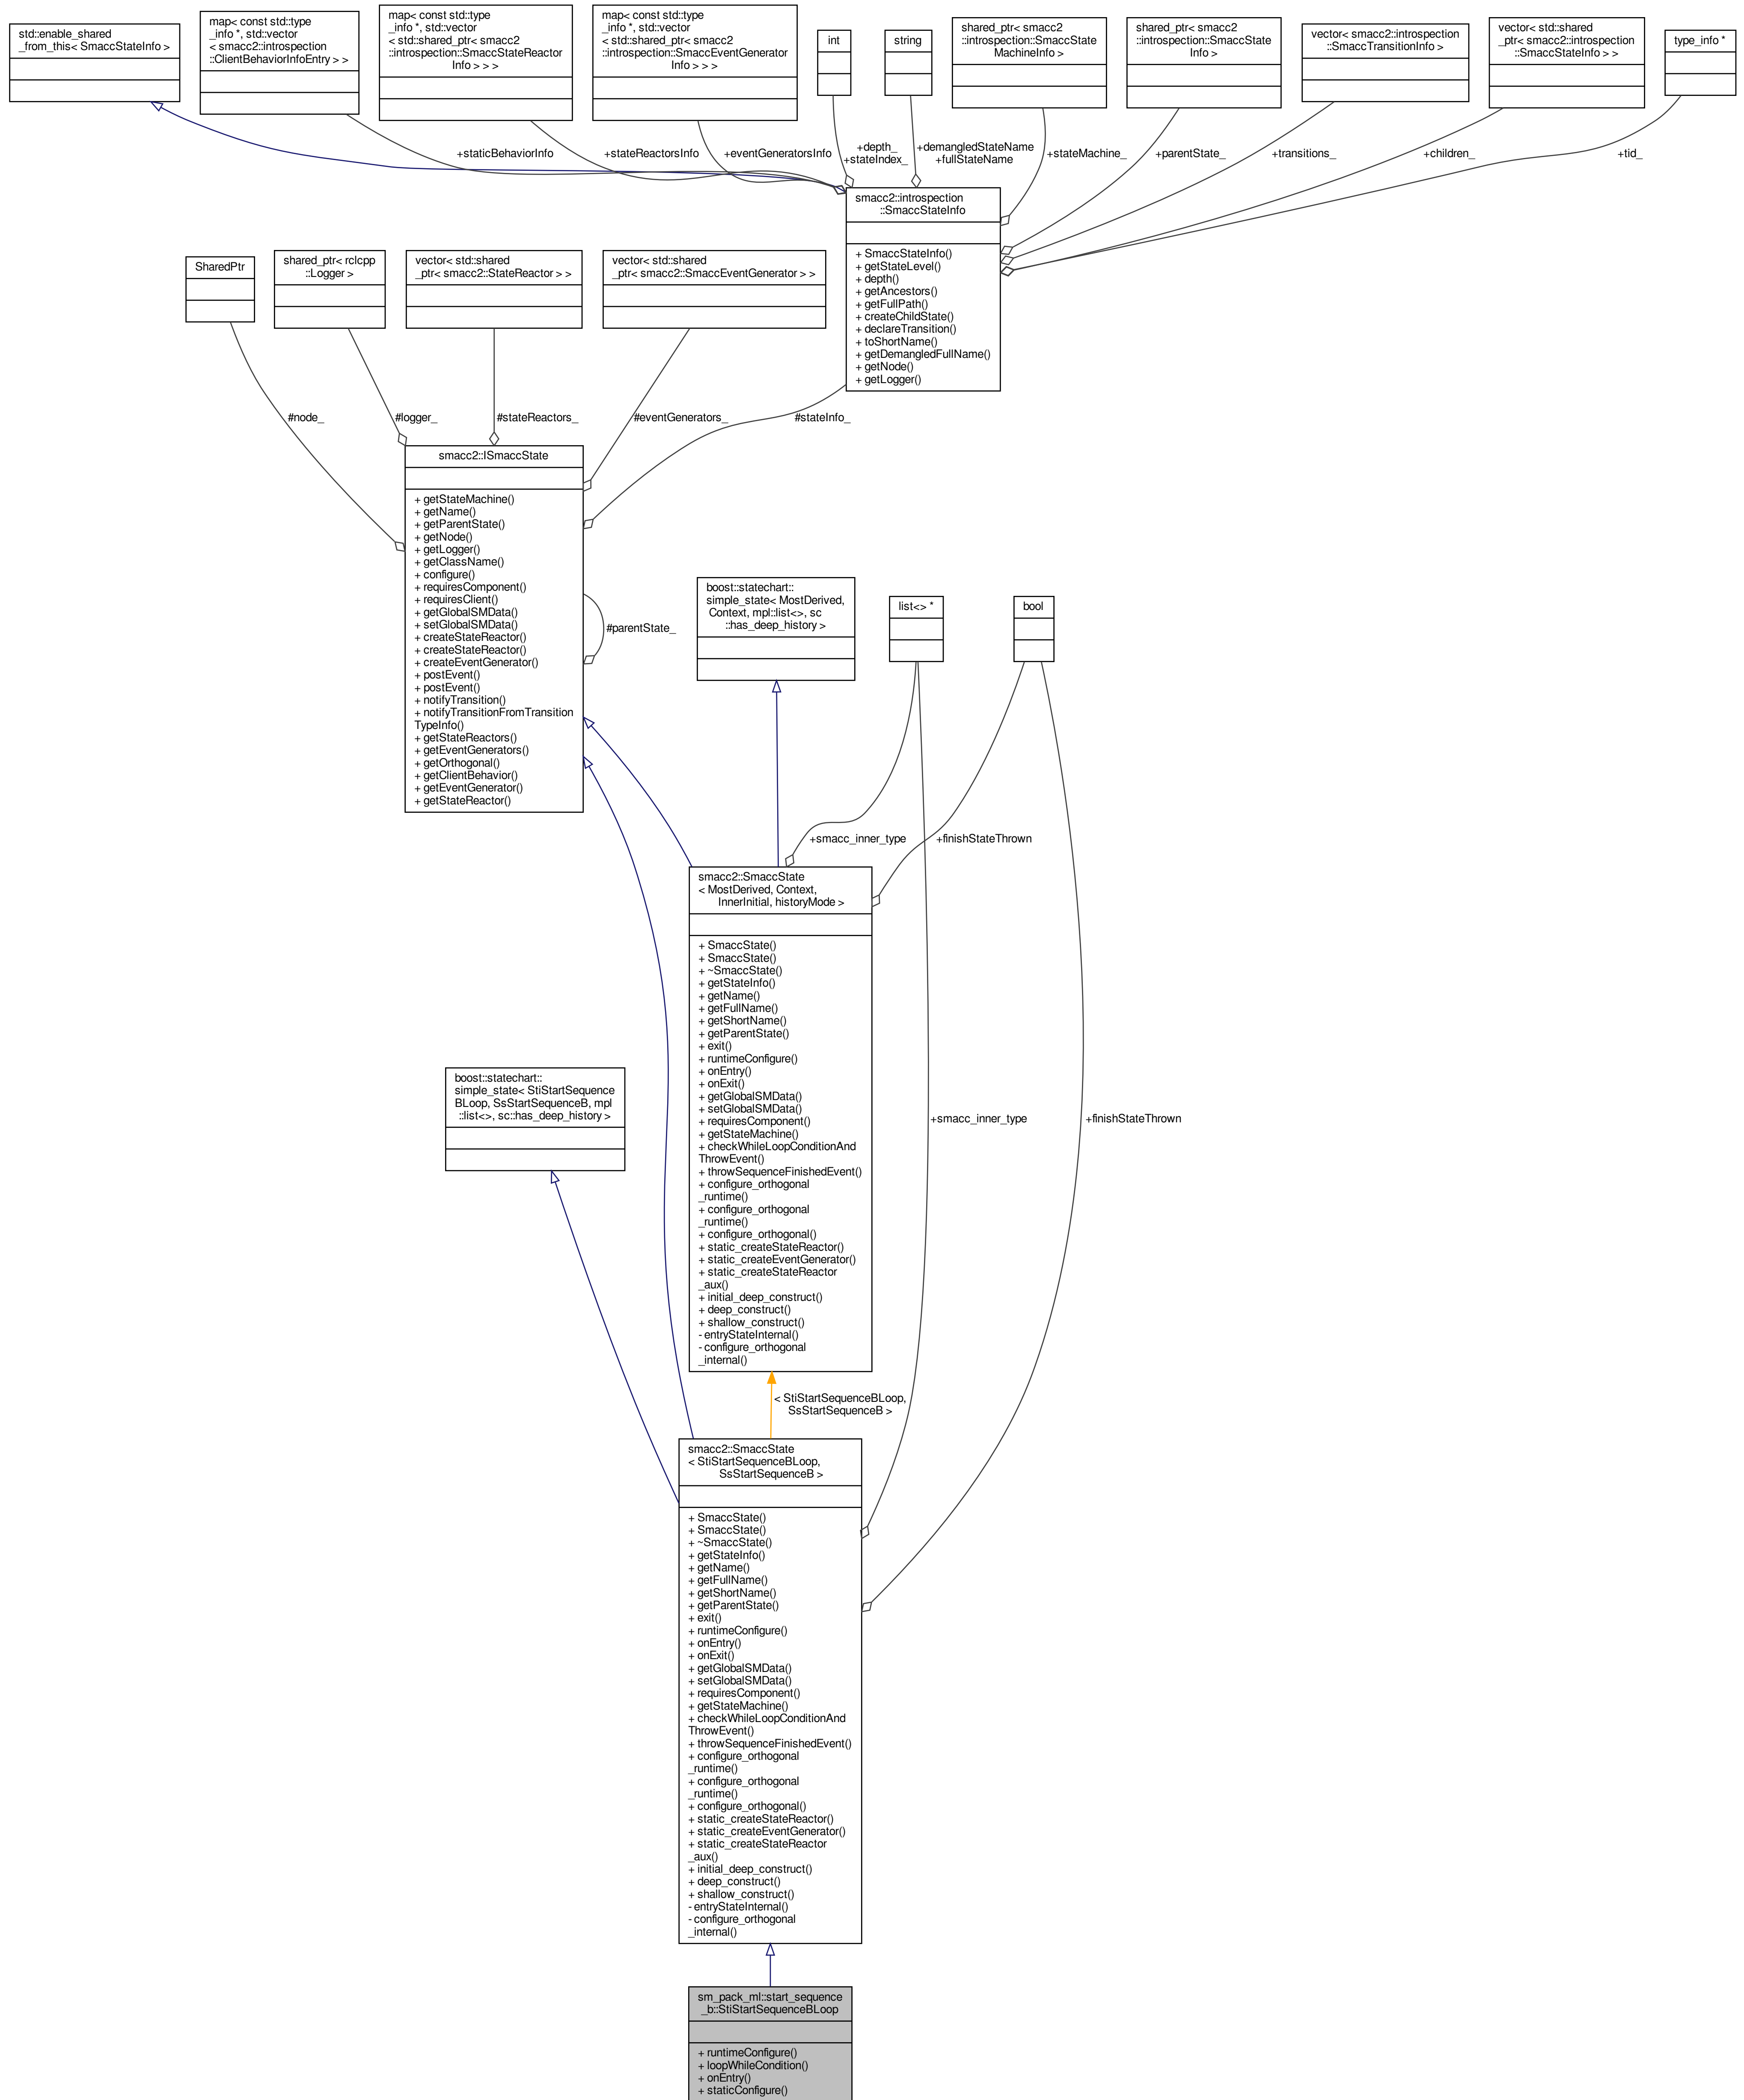 std::enable_shared
_from_this< SmaccStateInfo >
map< const std::type
_info *, std::vector
< smacc2::introspection
::ClientBehaviorInfoEntry > >
map< const std::type
_info *, std::vector
< std::shared_ptr< smacc2
::introspection::SmaccStateReactor
Info > > >
map< const std::type
_info *, std::vector
< std::shared_ptr< smacc2
::introspection::SmaccEventGenerator
Info > > >
int
string
shared_ptr< smacc2
::introspection::SmaccState
MachineInfo >
shared_ptr< smacc2
::introspection::SmaccState
Info >
vector< smacc2::introspection
::SmaccTransitionInfo >
vector< std::shared
_ptr< smacc2::introspection
::SmaccStateInfo > >
type_info *
+staticBehaviorInfo
+stateReactorsInfo
+eventGeneratorsInfo
+depth_
+stateIndex_
+demangledStateName
+fullStateName
+stateMachine_
+parentState_
+transitions_
+children_
+tid_
smacc2::introspection
::SmaccStateInfo
+ SmaccStateInfo()
+ getStateLevel()
+ depth()
+ getAncestors()
+ getFullPath()
+ createChildState()
+ declareTransition()
+ toShortName()
+ getDemangledFullName()
+ getNode()
+ getLogger()
SharedPtr
shared_ptr< rclcpp
::Logger >
vector< std::shared
_ptr< smacc2::StateReactor > >
vector< std::shared
_ptr< smacc2::SmaccEventGenerator > >
#node_
#logger_
#stateReactors_
#eventGenerators_
#stateInfo_
smacc2::ISmaccState
+ getStateMachine()
+ getName()
+ getParentState()
+ getNode()
+ getLogger()
+ getClassName()
+ configure()
+ requiresComponent()
+ requiresClient()
+ getGlobalSMData()
+ setGlobalSMData()
+ createStateReactor()
+ createStateReactor()
+ createEventGenerator()
+ postEvent()
+ postEvent()
+ notifyTransition()
+ notifyTransitionFromTransition
TypeInfo()
+ getStateReactors()
+ getEventGenerators()
+ getOrthogonal()
+ getClientBehavior()
+ getEventGenerator()
+ getStateReactor()
#parentState_
boost::statechart::
simple_state< MostDerived,
Context, mpl::list<>, sc
::has_deep_history >
list<> *
bool
+smacc_inner_type
+finishStateThrown
smacc2::SmaccState
< MostDerived, Context,
InnerInitial, historyMode >
+ SmaccState()
+ SmaccState()
+ ~SmaccState()
+ getStateInfo()
+ getName()
+ getFullName()
+ getShortName()
+ getParentState()
+ exit()
+ runtimeConfigure()
+ onEntry()
+ onExit()
+ getGlobalSMData()
+ setGlobalSMData()
+ requiresComponent()
+ getStateMachine()
+ checkWhileLoopConditionAnd
ThrowEvent()
+ throwSequenceFinishedEvent()
+ configure_orthogonal
_runtime()
+ configure_orthogonal
_runtime()
+ configure_orthogonal()
+ static_createStateReactor()
+ static_createEventGenerator()
+ static_createStateReactor
_aux()
+ initial_deep_construct()
+ deep_construct()
+ shallow_construct()
- entryStateInternal()
- configure_orthogonal
_internal()
boost::statechart::
simple_state< StiStartSequence
BLoop, SsStartSequenceB, mpl
::list<>, sc::has_deep_history >
+smacc_inner_type
+finishStateThrown
< StiStartSequenceBLoop,
SsStartSequenceB >
smacc2::SmaccState
< StiStartSequenceBLoop,
SsStartSequenceB >
+ SmaccState()
+ SmaccState()
+ ~SmaccState()
+ getStateInfo()
+ getName()
+ getFullName()
+ getShortName()
+ getParentState()
+ exit()
+ runtimeConfigure()
+ onEntry()
+ onExit()
+ getGlobalSMData()
+ setGlobalSMData()
+ requiresComponent()
+ getStateMachine()
+ checkWhileLoopConditionAnd
ThrowEvent()
+ throwSequenceFinishedEvent()
+ configure_orthogonal
_runtime()
+ configure_orthogonal
_runtime()
+ configure_orthogonal()
+ static_createStateReactor()
+ static_createEventGenerator()
+ static_createStateReactor
_aux()
+ initial_deep_construct()
+ deep_construct()
+ shallow_construct()
- entryStateInternal()
- configure_orthogonal
_internal()
sm_pack_ml::start_sequence
_b::StiStartSequenceBLoop
+ runtimeConfigure()
+ loopWhileCondition()
+ onEntry()
+ staticConfigure()